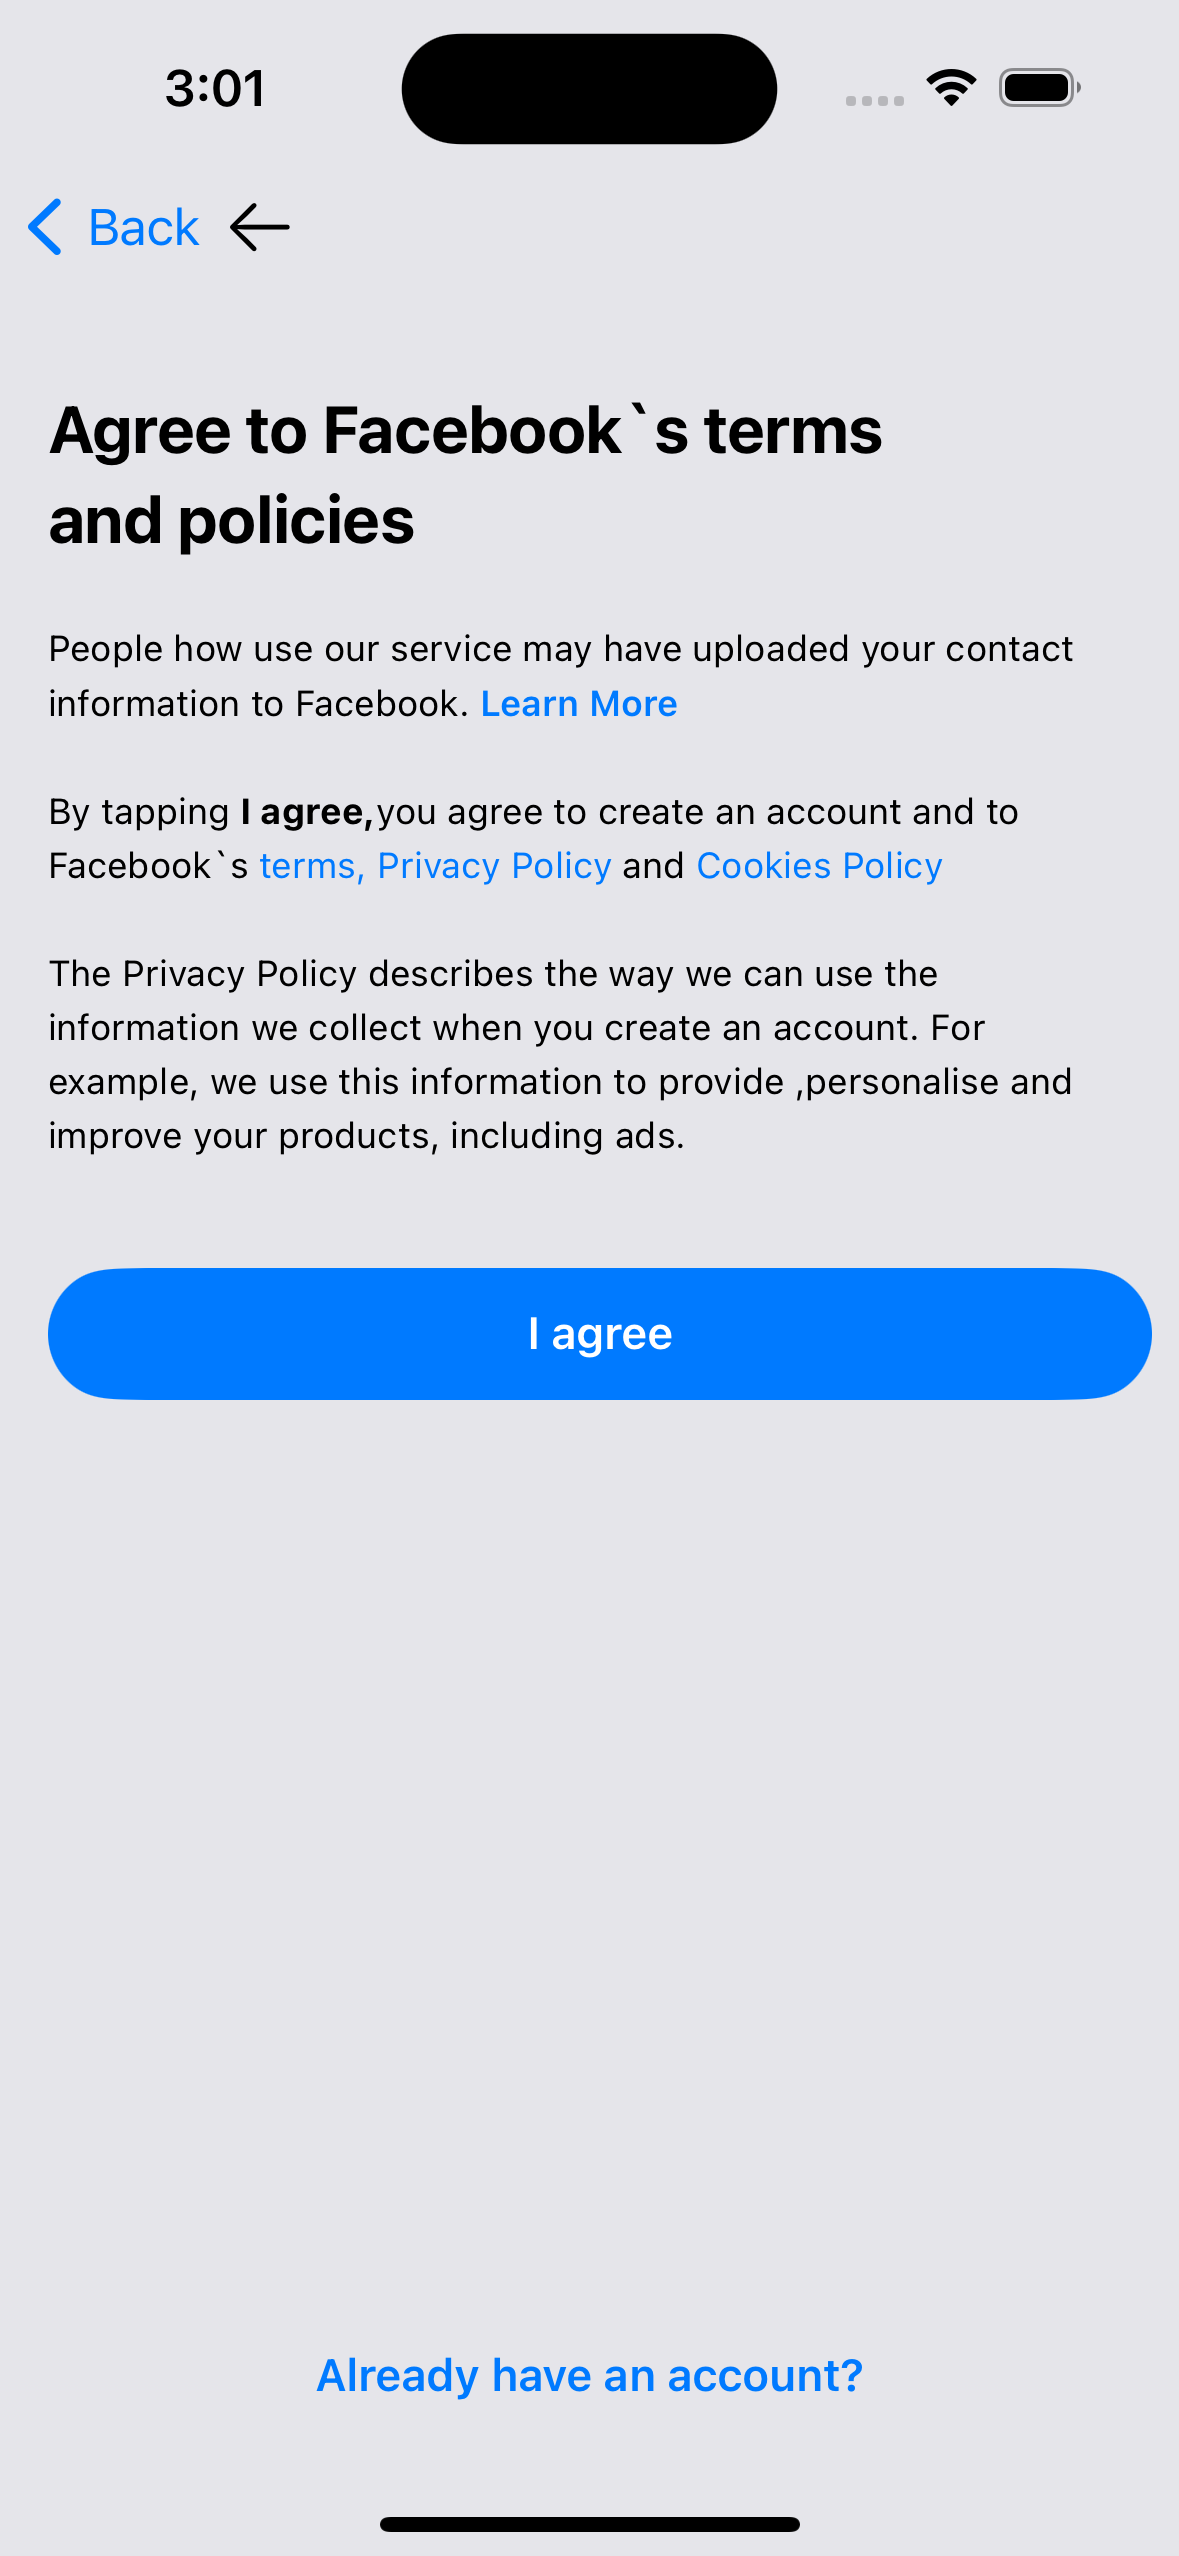 3:01
Back
Agree to Facebook`s terms
and policies
People how use our service may have uploaded your contact
information to Facebook. Learn More
By tapping I agree,you agree to create an account and to
Facebook`s terms, Privacy Policy and Cookies Policy
The Privacy Policy describes the way we can use the
information we collect when you create an account. For
example, we use this information to provide ,personalise and
improve your products, including ads.
I agree
Already have an account?